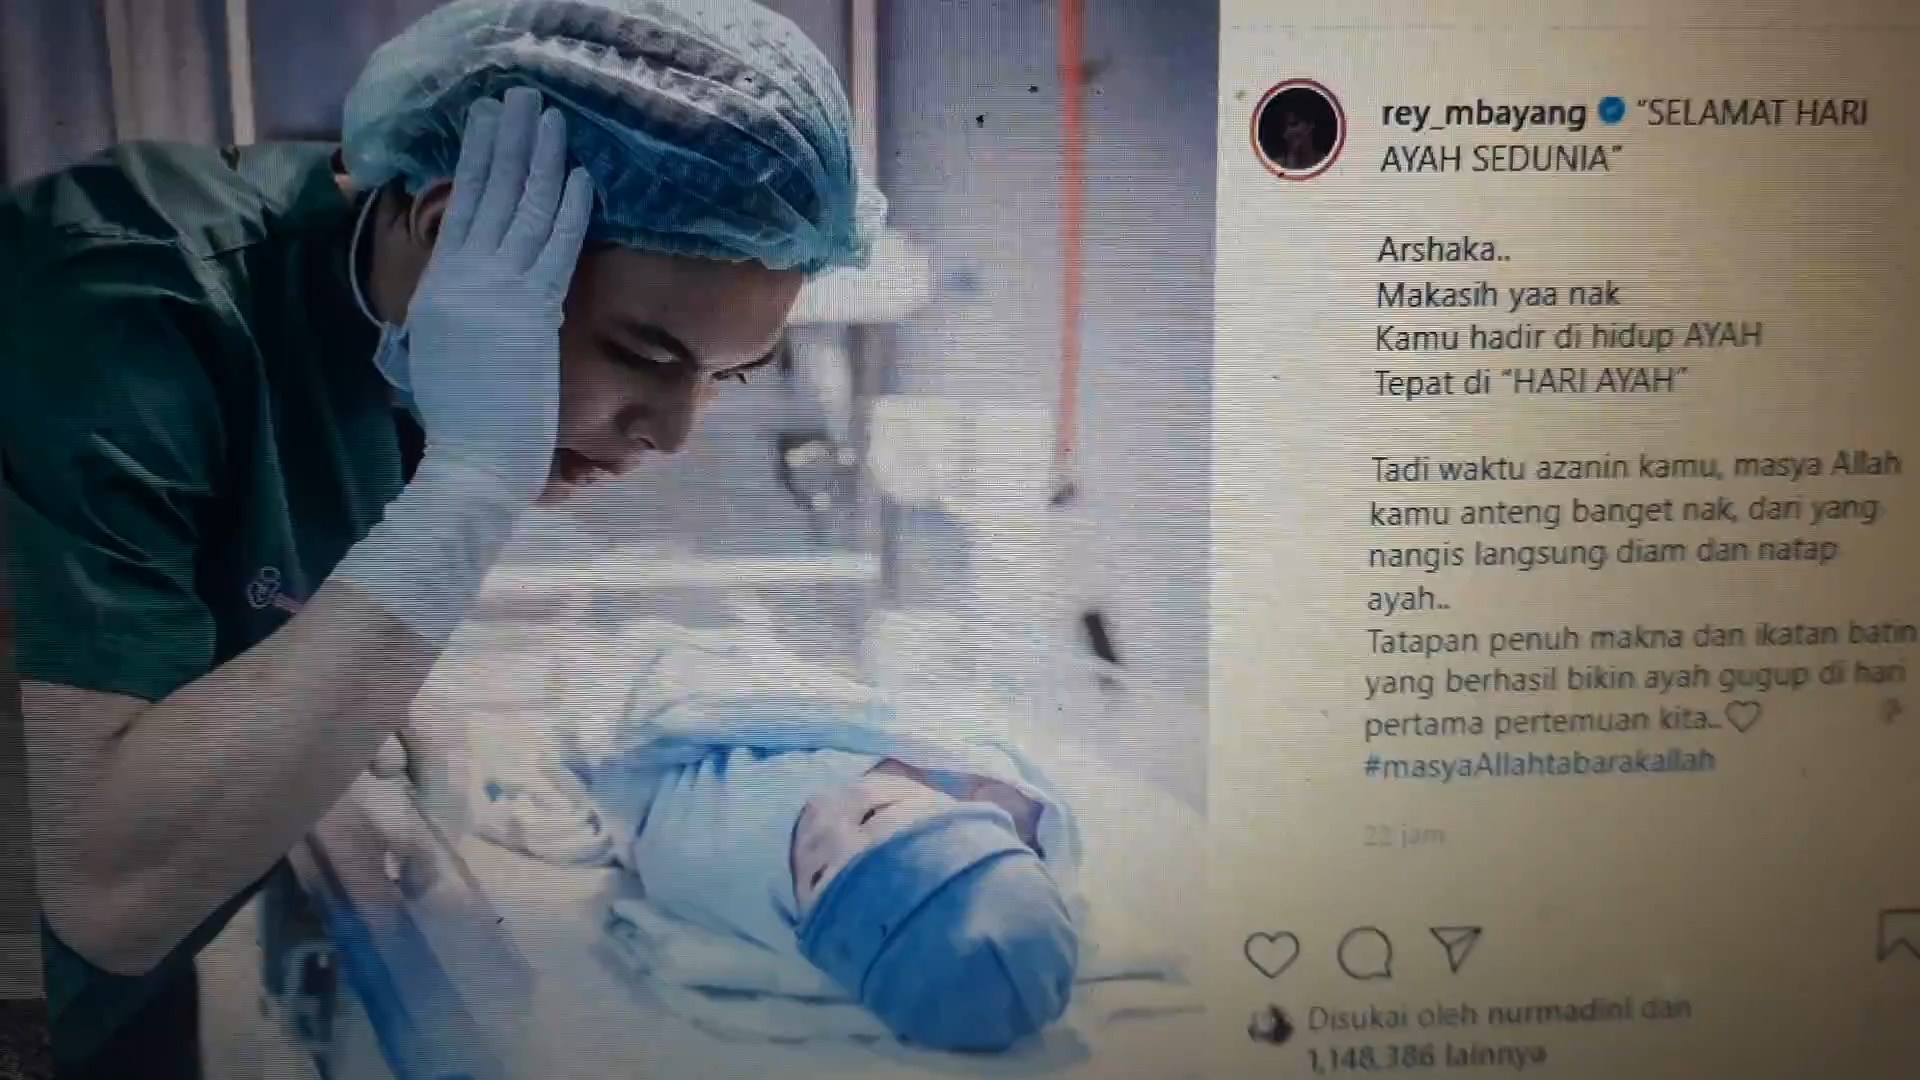 rey_mbayang "SELAMAT HARI
AYAH SEDUNIA"
Arshaka..
Makasih yaa nak
Kamu hadir di hidup AYAH
Tepat di "HARI AYAH"
Tadi waktu azanin kamu, masya Allah
kamu anteng banget nak, dari yang
nangis langsung diam dan natap
ayah..
Tatapan penuh makna dan ikatan batin
yang berhasil bikin ayah gugup di hari
pertama pertemuan kita..♡
#masyaAllahtabarakallah
22 jam
Disukai oleh nurmadini dan
1,148,386 lainnya